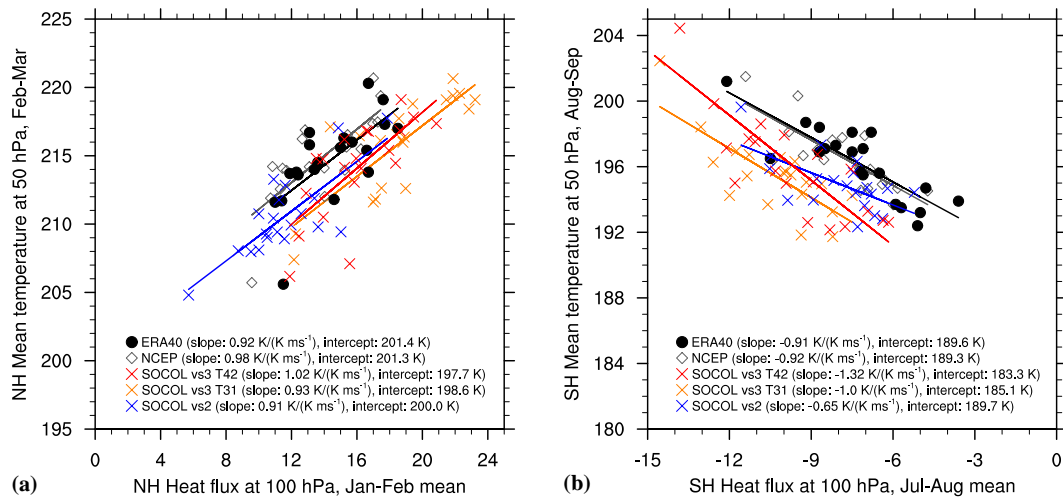 NH Mean temperature at 50 hPa, Feb-Mar
225
220
215
210
205
200
195
ERA40 (slope: 0.92 K/(K ms⁻¹), intercept: 201.4 K)
NCEP (slope: 0.98 K/(K ms⁻¹), intercept: 201.3 K)
SOCOL vs3 T42 (slope: 1.02 K/(K ms⁻¹), intercept: 197.7 K)
SOCOL vs3 T31 (slope: 0.93 K/(K ms⁻¹), intercept: 198.6 K)
SOCOL vs2 (slope: 0.91 K/(K ms⁻¹), intercept: 200.0 K)
0 4 8 12 16 20 24
(a) NH Heat flux at 100 hPa, Jan-Feb mean
SH Mean temperature at 50 hPa, Aug-Sep
204
200
196
192
188
184
180
ERA40 (slope: -0.91 K/(K ms⁻¹), intercept: 189.6 K)
NCEP (slope: -0.92 K/(K ms⁻¹), intercept: 189.3 K)
SOCOL vs3 T42 (slope: -1.32 K/(K ms⁻¹), intercept: 183.3 K)
SOCOL vs3 T31 (slope: -1.0 K/(K ms⁻¹), intercept: 185.1 K)
SOCOL vs2 (slope: -0.65 K/(K ms⁻¹), intercept: 189.7 K)
-15 -12 -9 -6 -3 0
(b) SH Heat flux at 100 hPa, Jul-Aug mean